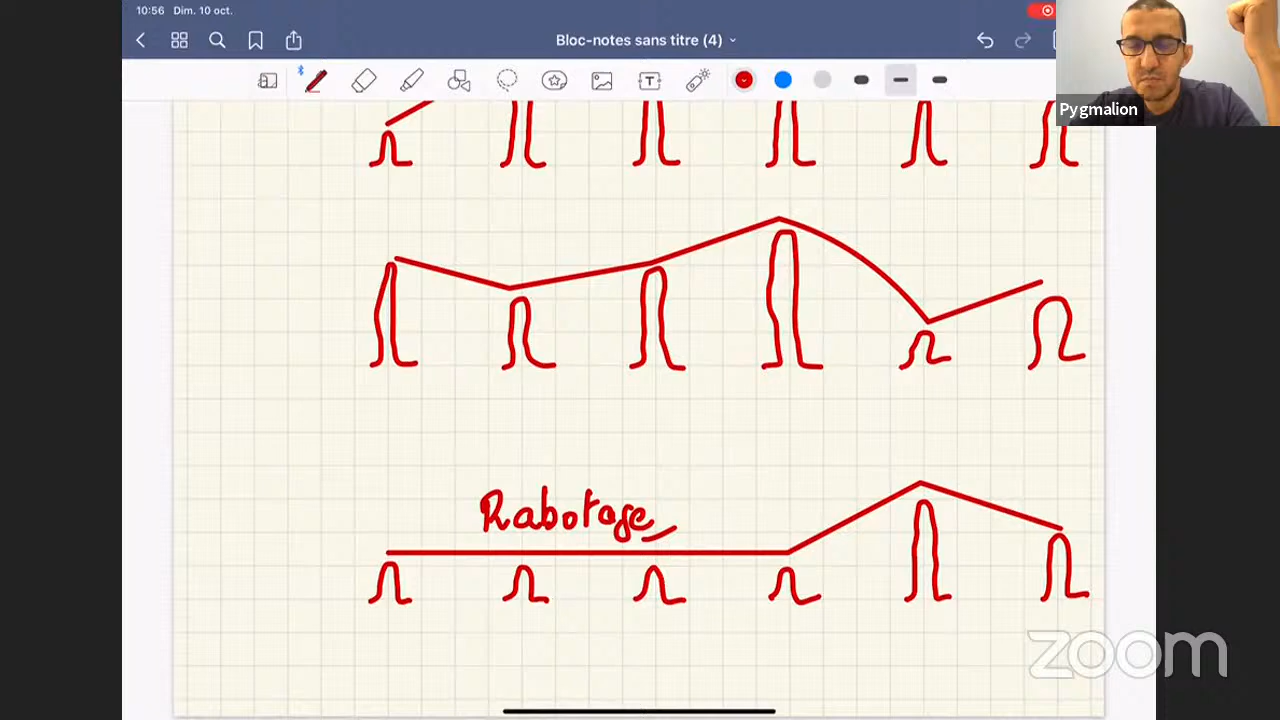 10:56 Dim. 10 oct.
Bloc-notes sans titre (4)
T
Pygmalion
Rabotage
zoom